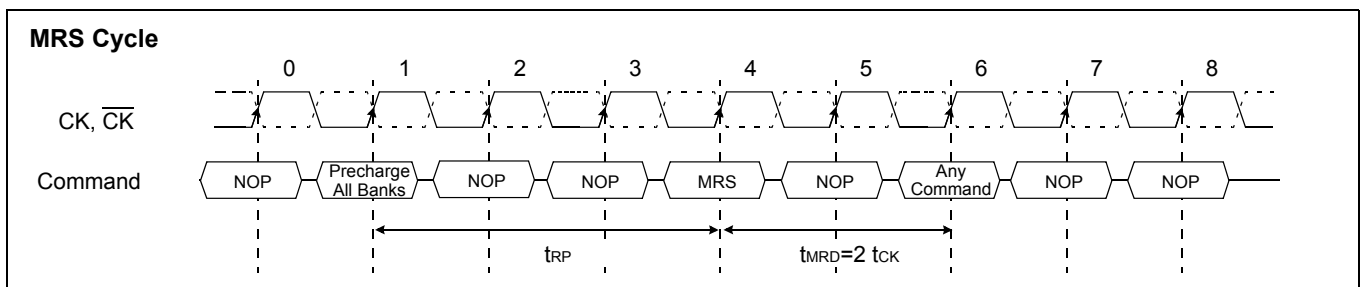 MRS Cycle
0 1 2 3 4 5 6 7 8
CK, C̅K̅
Command
NOP
Precharge
All Banks
NOP
NOP
MRS
NOP
Any
Command
NOP
NOP
tRP
tMRD=2 tCK